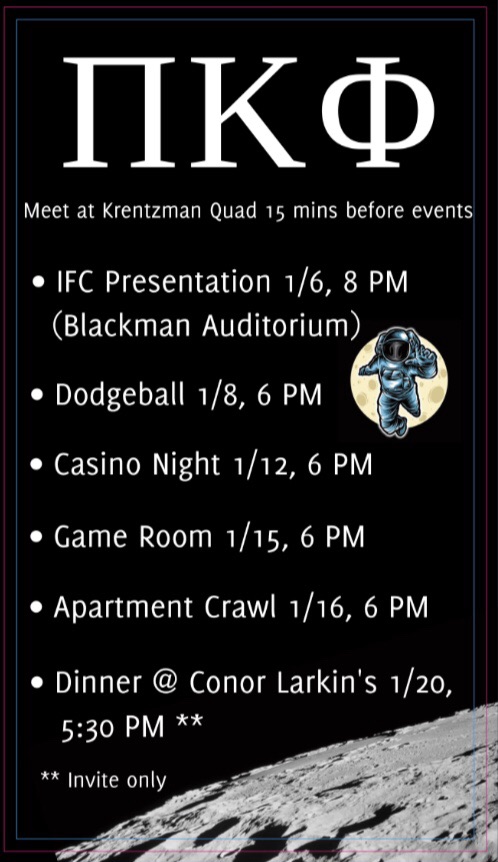 ΠΚΦ
Meet at Krentzman Quad 15 mins before events
• IFC Presentation 1/6, 8 PM
(Blackman Auditorium)
• Dodgeball 1/8, 6 PM
• Casino Night 1/12, 6 PM
• Game Room 1/15, 6 PM
• Apartment Crawl 1/16, 6 PM
• Dinner @ Conor Larkin's 1/20,
5:30 PM **
** Invite only